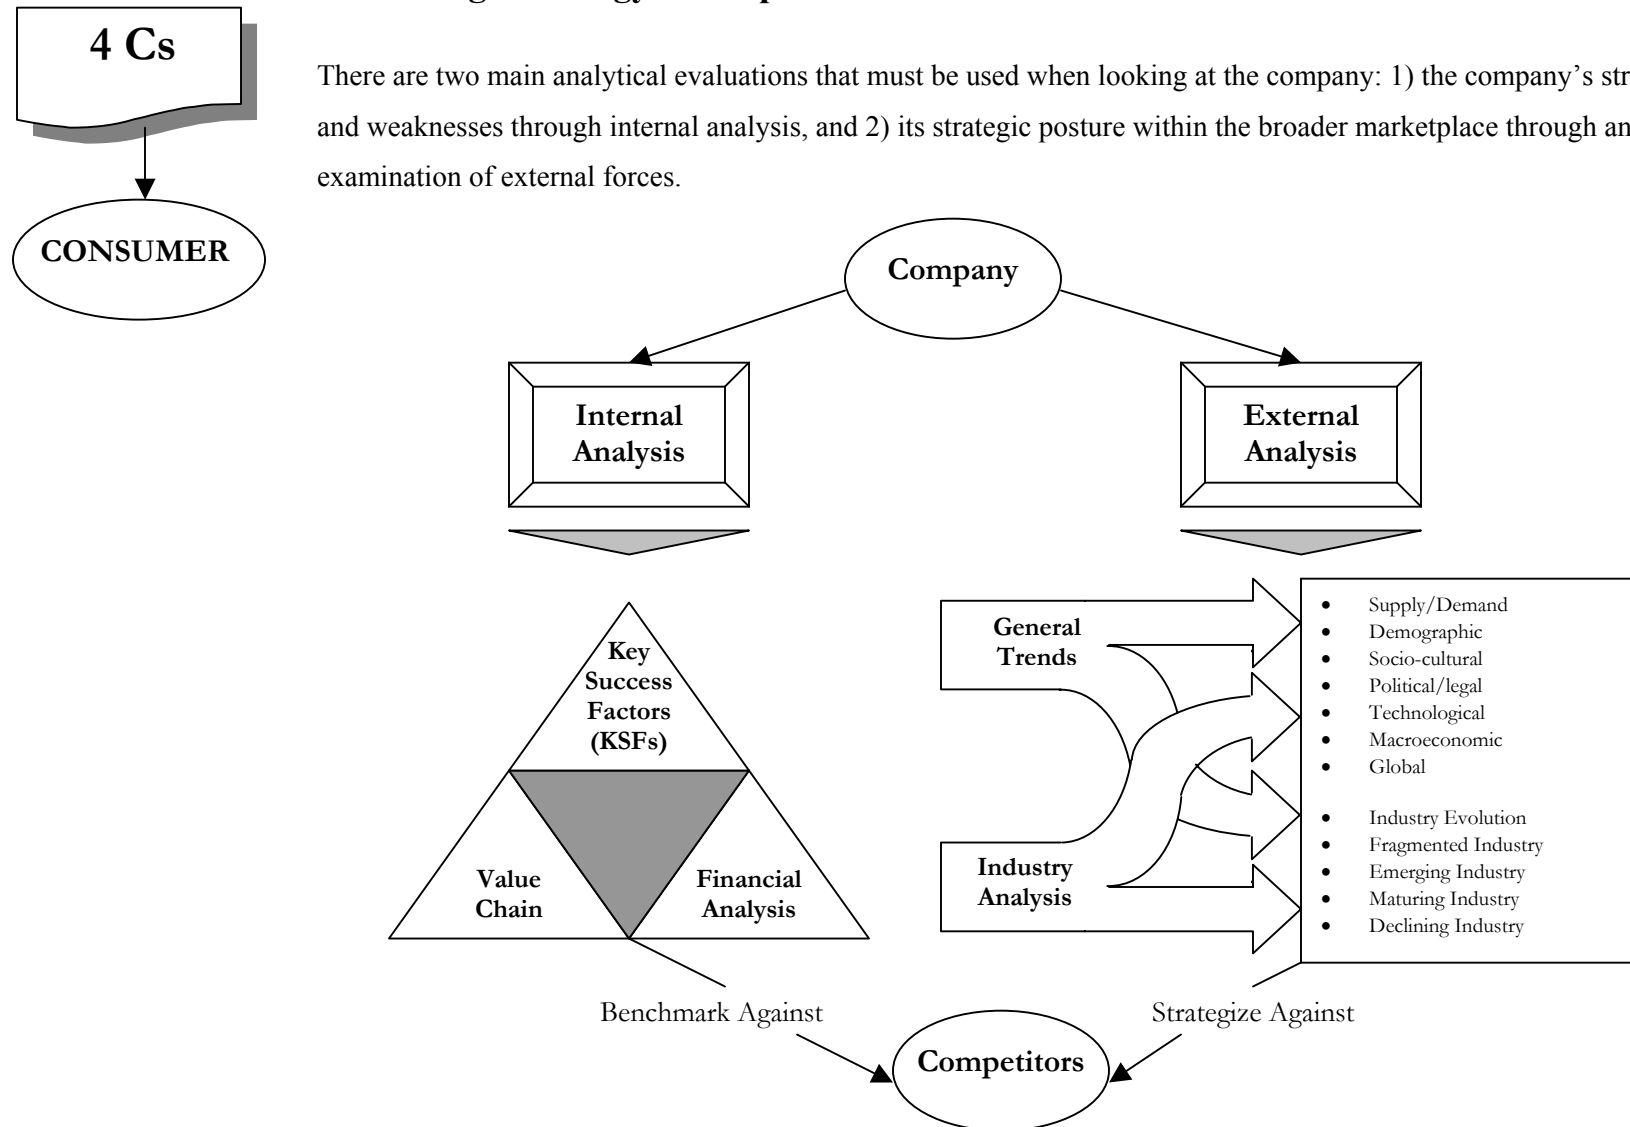 4 Cs
There are two main analytical evaluations that must be used when looking at the company: 1) the company’s
and weaknesses through internal analysis, and 2) its strategic posture within the broader marketplace through
examination of external forces.
CONSUMER
Company
Internal
Analysis
External
Analysis
Key
Success
Factors
(KSFs)
Value
Chain
Financial
Analysis
General
Trends
Industry
Analysis
• Supply/Demand
• Demographic
• Socio-cultural
• Political/legal
• Technological
• Macroeconomic
• Global
• Industry Evolution
• Fragmented Industry
• Emerging Industry
• Maturing Industry
• Declining Industry
Benchmark Against
Strategize Against
Competitors